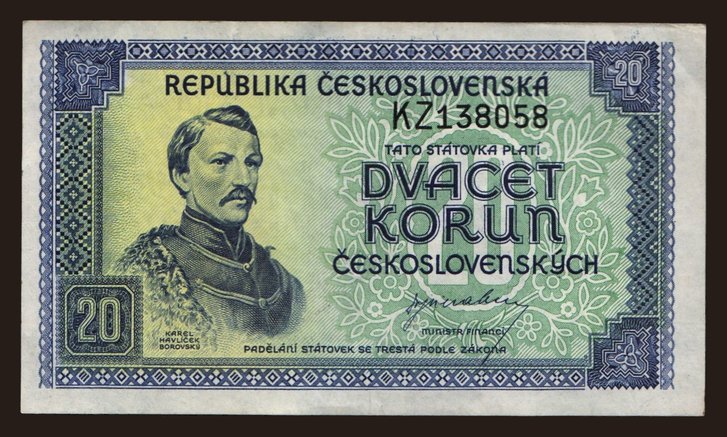 20
REPUBLIKA ČESKOSLOVENSKÁ
KZ138058
TATO STÁTOVKA PLATÍ
DVACET
KORUN
ČESKOSLOVENSKÝCH
20
20
KAREL
HAVLÍČEK
BOROVSKÝ
MINISTR FINANCÍ
PADĚLÁNÍ STÁTOVEK SE TRESTÁ PODLE ZÁKONA